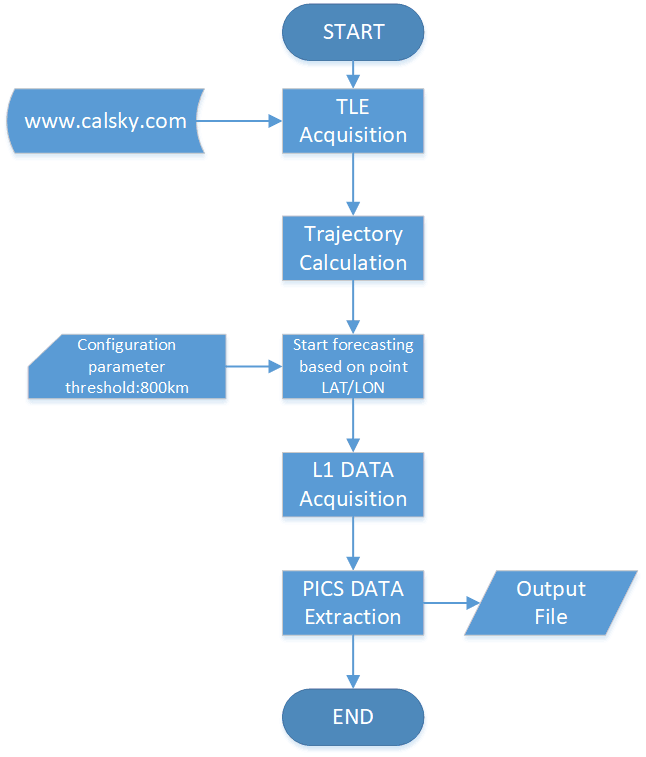 START
www.calsky.com
TLE
Acquisition
Trajectory
Calculation
Configuration
parameter
threshold:800km
Start forecasting
based on point
LAT/LON
L1 DATA
Acquisition
PICS DATA
Extraction
Output
File
END